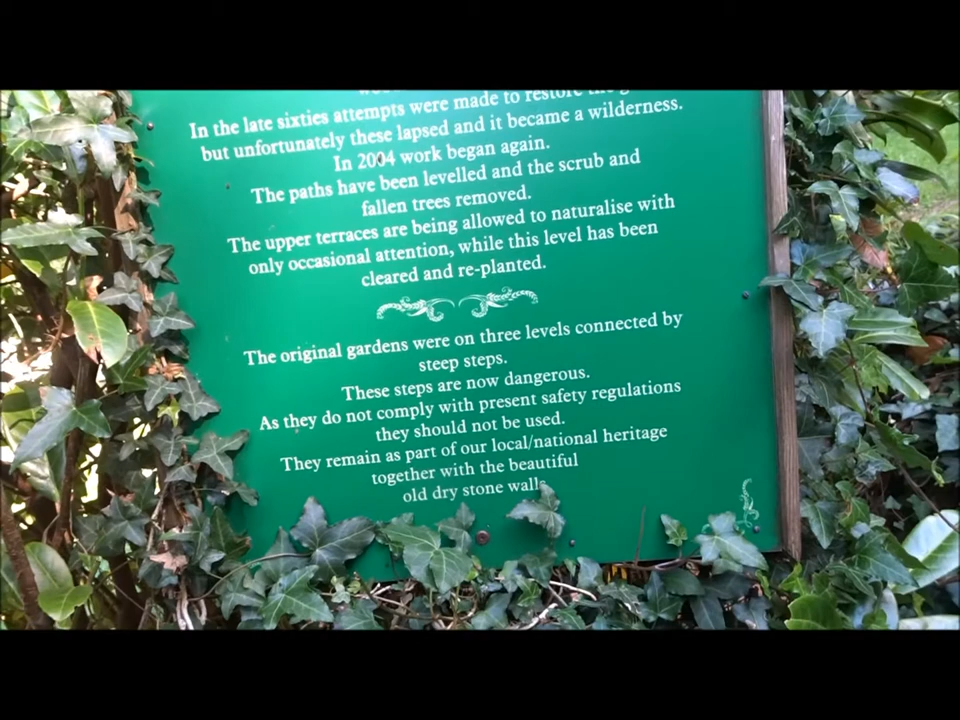 In the late sixties attempts were made to restore the
but unfortunately these lapsed and it became a wilderness.
In 2004 work began again.
The paths have been levelled and the scrub and
fallen trees removed.
The upper terraces are being allowed to naturalise with
only occasional attention, while this level has been
cleared and re-planted.
The original gardens were on three levels connected by
steep steps.
These steps are now dangerous.
As they do not comply with present safety regulations
they should not be used.
They remain as part of our local/national heritage
together with the beautiful
old dry stone walls